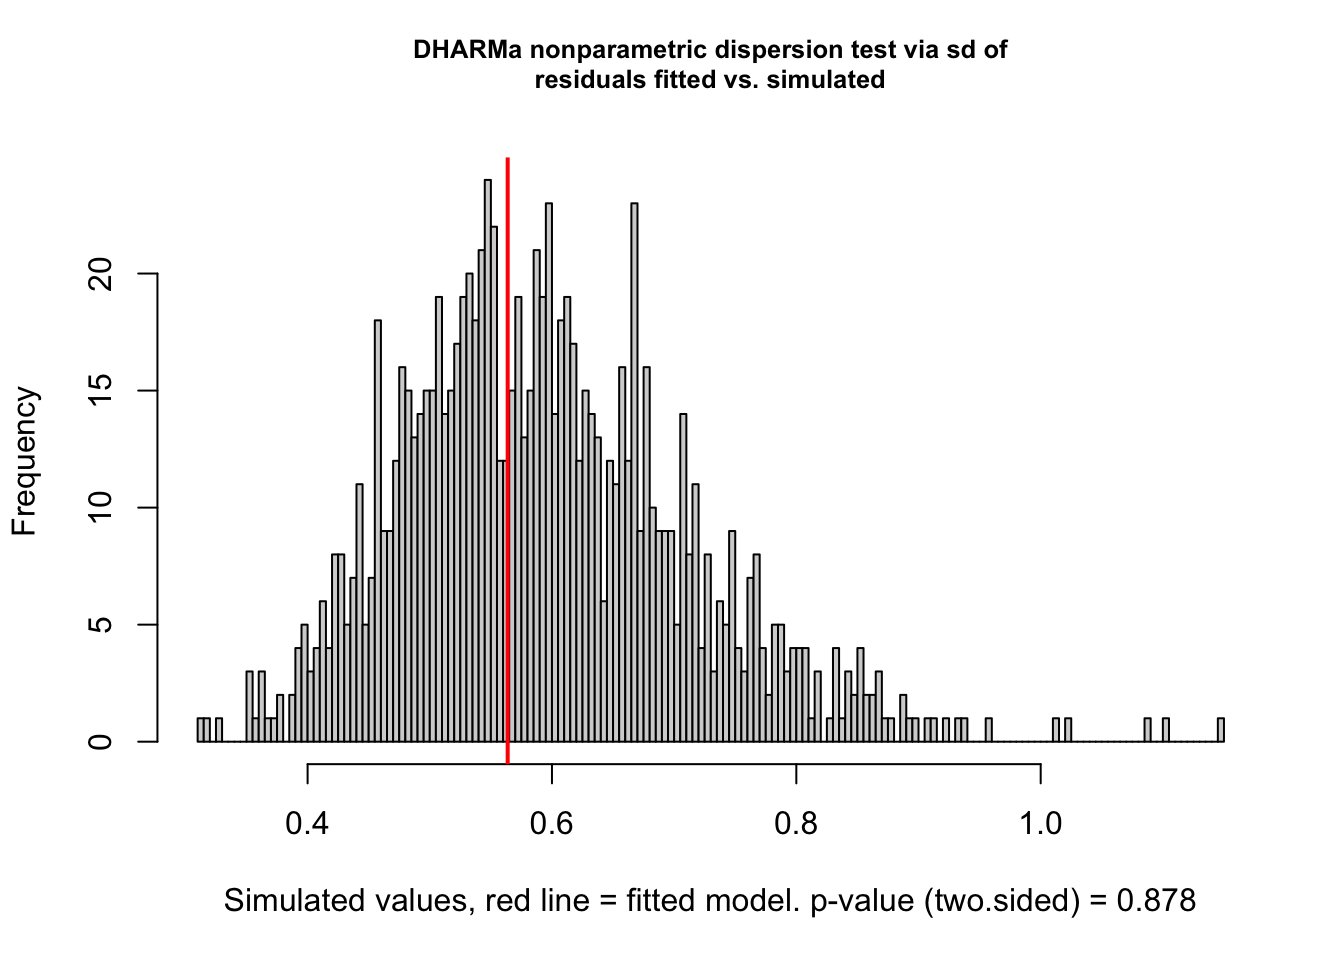 DHARMa nonparametric dispersion test via sd of
residuals fitted vs. simulated
Frequency
20
15
10
5
0
0.4 0.6 0.8 1.0
Simulated values, red line = fitted model. p-value (two.sided) = 0.878